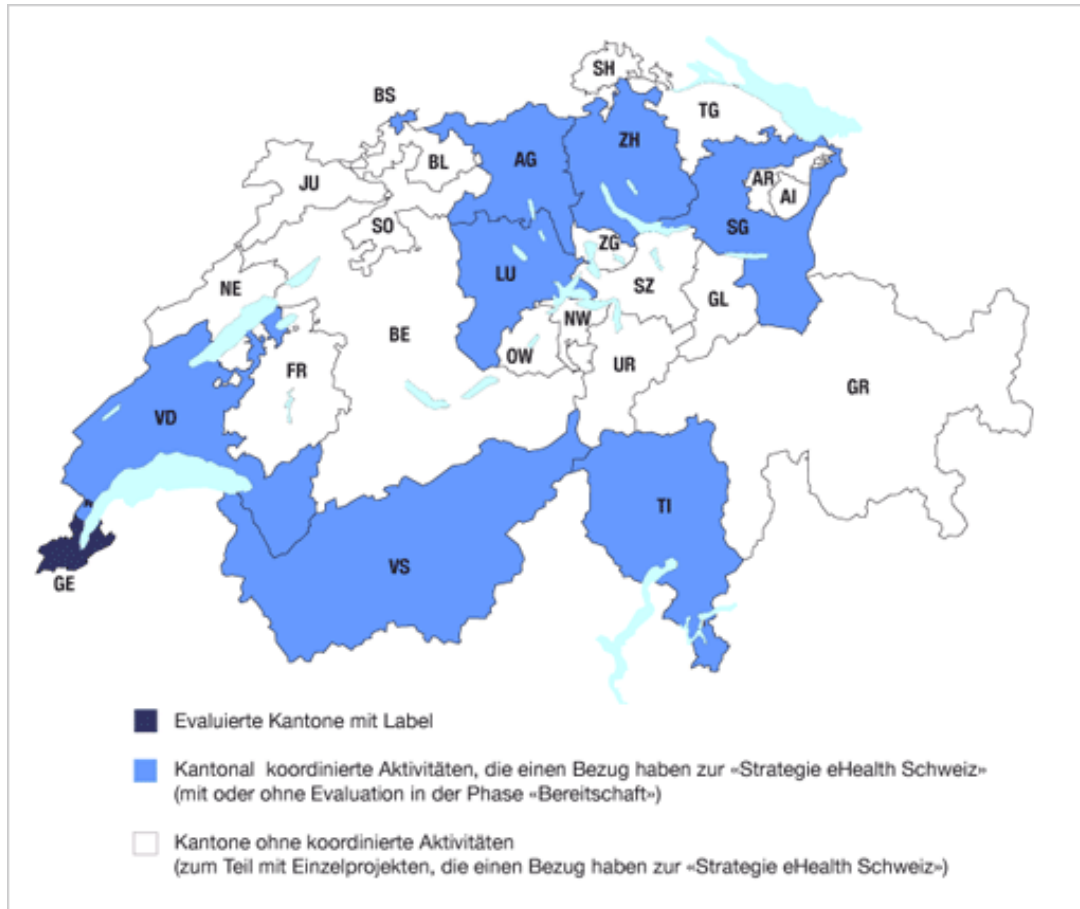 SH
BS
TG
ZH
BL
AG
JU
AR
AI
SO
SG
ZG
LU
NE
SZ
GL
NW
BE
OW
UR
FR
GR
VD
TI
VS
GE
Evaluierte Kantone mit Label
Kantonal koordinierte Aktivitäten, die einen Bezug haben zur «Strategie eHealth Schweiz»
(mit oder ohne Evaluation in der Phase «Bereitschaft»)
Kantone ohne koordinierte Aktivitäten
(zum Teil mit Einzelprojekten, die einen Bezug haben zur «Strategie eHealth Schweiz»)